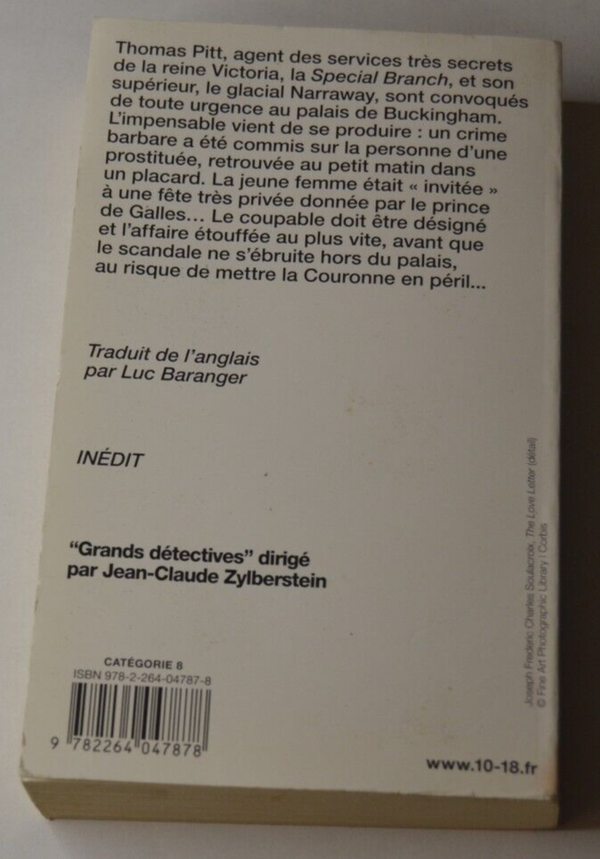 Thomas Pitt, agent des services très secrets
de la reine Victoria, la Special Branch, et son
supérieur, le glacial Narraway, sont convoqués
de toute urgence au palais de Buckingham.
L'impensable vient de se produire : un crime
barbare a été commis sur la personne d'une
prostituée, retrouvée au petit matin dans
un placard. La jeune femme était « invitée »
à une fête très privée donnée par le prince
de Galles... Le coupable doit être désigné
et l'affaire étouffée au plus vite, avant que
le scandale ne s'ébruite hors du palais,
au risque de mettre la Couronne en péril...
Traduit de l'anglais
par Luc Baranger
INÉDIT
"Grands détectives" dirigé
par Jean-Claude Zylberstein
CATÉGORIE 8
ISBN 978-2-264-04787-8
9 782264 047878
www.10-18.fr
Joseph Frederic Charles Soulacroix, The Love Letter (détail)
© Fine Art Photographic Library / Corbis